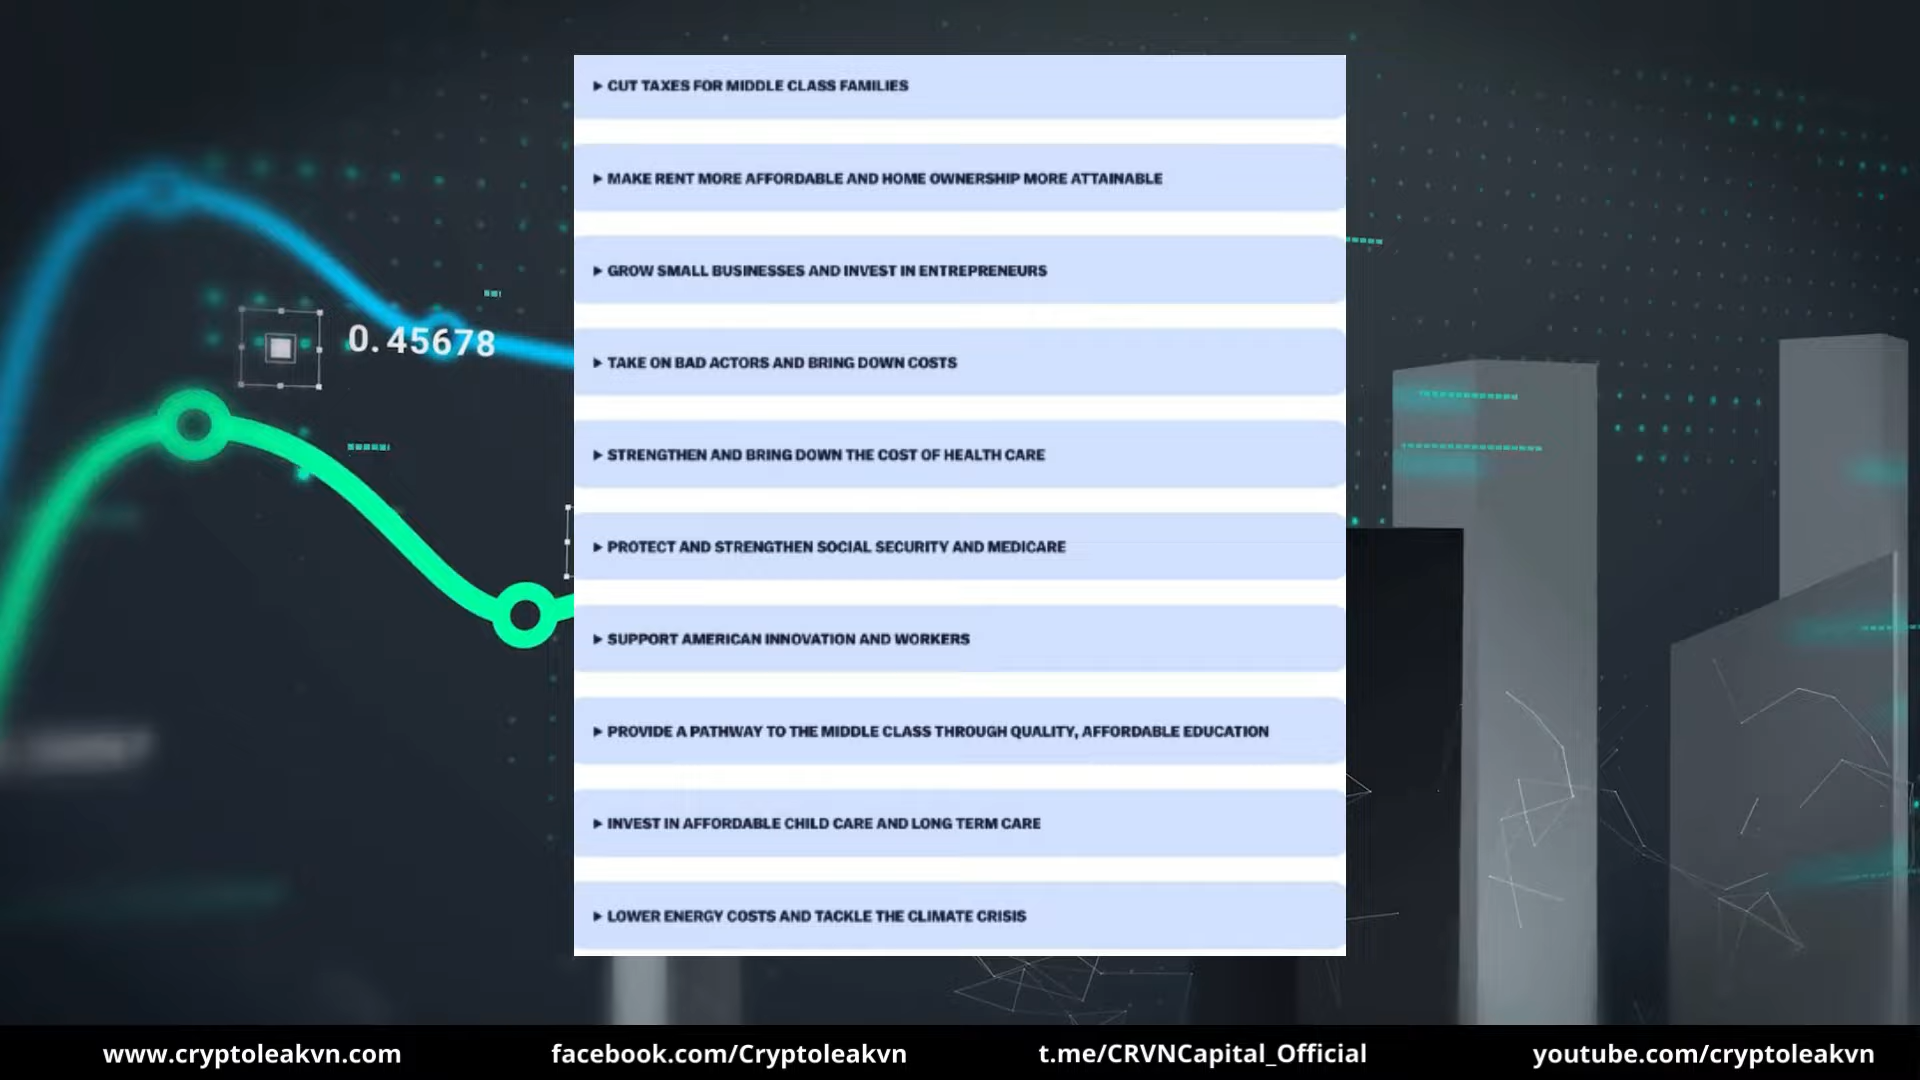 ▶ CUT TAXES FOR MIDDLE CLASS FAMILIES
▶ MAKE RENT MORE AFFORDABLE AND HOME OWNERSHIP MORE ATTAINABLE
▶ GROW SMALL BUSINESSES AND INVEST IN ENTREPRENEURS
▶ TAKE ON BAD ACTORS AND BRING DOWN COSTS
0.45678
▶ STRENGTHEN AND BRING DOWN THE COST OF HEALTH CARE
▶ PROTECT AND STRENGTHEN SOCIAL SECURITY AND MEDICARE
▶ SUPPORT AMERICAN INNOVATION AND WORKERS
▶ PROVIDE A PATHWAY TO THE MIDDLE CLASS THROUGH QUALITY, AFFORDABLE EDUCATION
▶ INVEST IN AFFORDABLE CHILD CARE AND LONG TERM CARE
▶ LOWER ENERGY COSTS AND TACKLE THE CLIMATE CRISIS
www.cryptoleakvn.com facebook.com/Cryptoleakvn t.me/CRVNCapital_Official youtube.com/cryptoleakvn